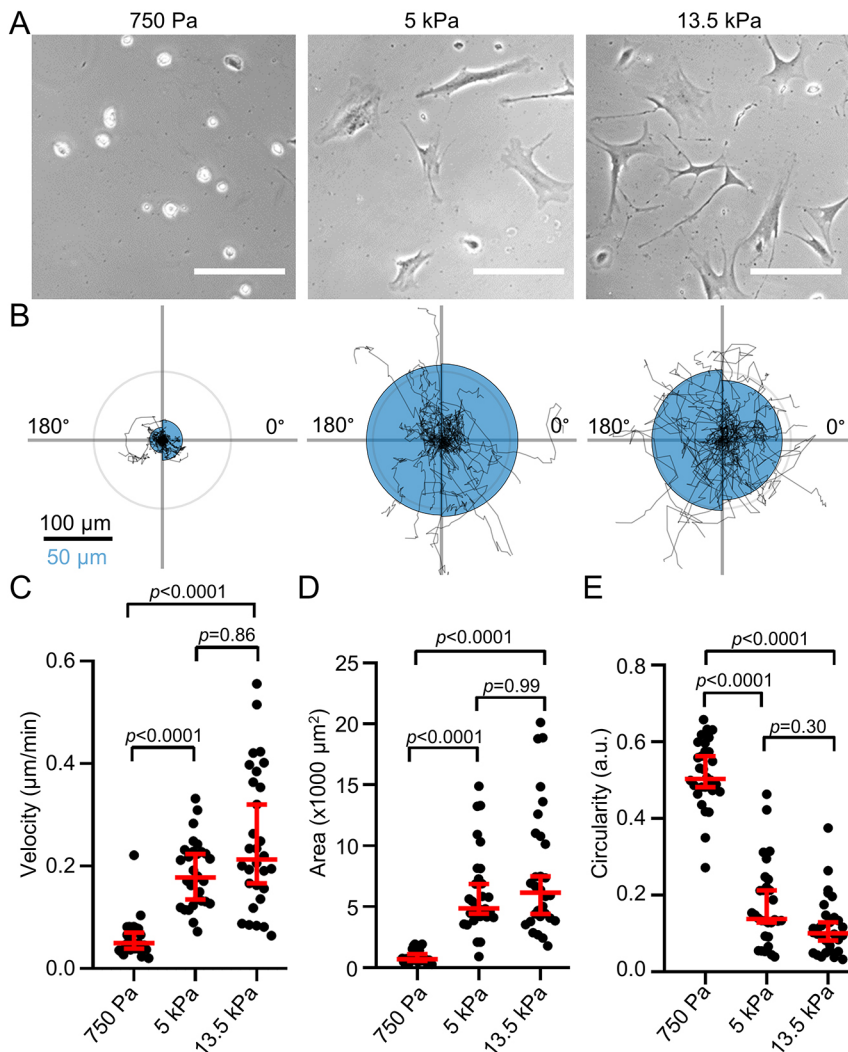 A
750 Pa
5 kPa
13.5 kPa
B
180°
0°
180°
0°
180°
0°
100 µm
50 µm
C
p<0.0001
p=0.86
p<0.0001
Velocity (µm/min)
0.6
0.4
0.2
0.0
750 Pa
5 kPa
13.5 kPa
D
p<0.0001
p=0.99
p<0.0001
Area (x1000 µm²)
25
20
15
10
5
0
750 Pa
5 kPa
13.5 kPa
E
p<0.0001
p<0.0001
p=0.30
Circularity (a.u.)
0.8
0.6
0.4
0.2
0.0
750 Pa
5 kPa
13.5 kPa